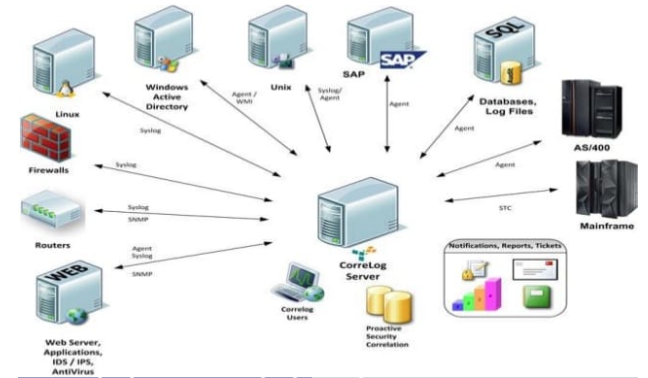 SQL
SAP
Linux
Windows
Active
Directory
Unix
SAP
Databases,
Log Files
Agent /
WMI
Syslog/
Agent
Agent
Syslog
Agent
AS/400
Firewalls
Syslog
Agent
Syslog
SNMP
STC
Routers
Mainframe
Agent
Syslog
SNMP
WEB
CorreLog
Server
Notifications, Reports, Tickets
Correlog
Users
Proactive
Security
Correlation
Web Server,
Applications,
IDS / IPS,
AntiVirus